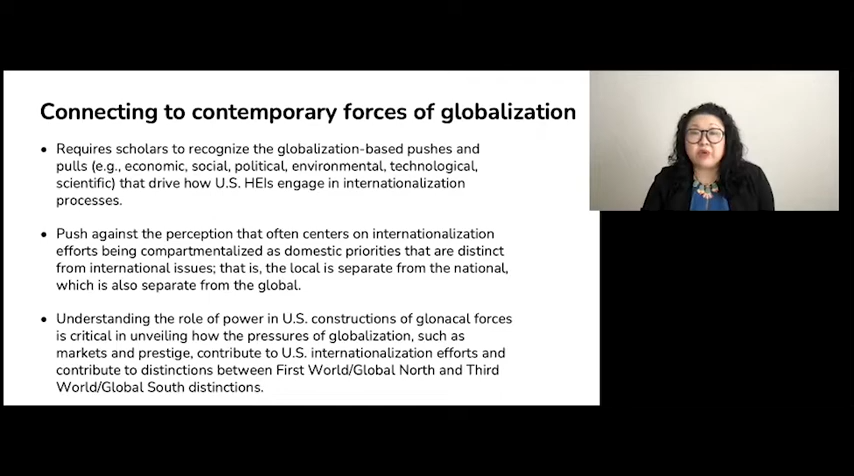 Connecting to contemporary forces of globalization
• Requires scholars to recognize the globalization-based pushes and
pulls (e.g., economic, social, political, environmental, technological,
scientific) that drive how U.S. HEIs engage in internationalization
processes.
• Push against the perception that often centers on internationalization
efforts being compartmentalized as domestic priorities that are distinct
from international issues; that is, the local is separate from the national,
which is also separate from the global.
• Understanding the role of power in U.S. constructions of glonacal forces
is critical in unveiling how the pressures of globalization, such as
markets and prestige, contribute to U.S. internationalization efforts and
contribute to distinctions between First World/Global North and Third
World/Global South distinctions.